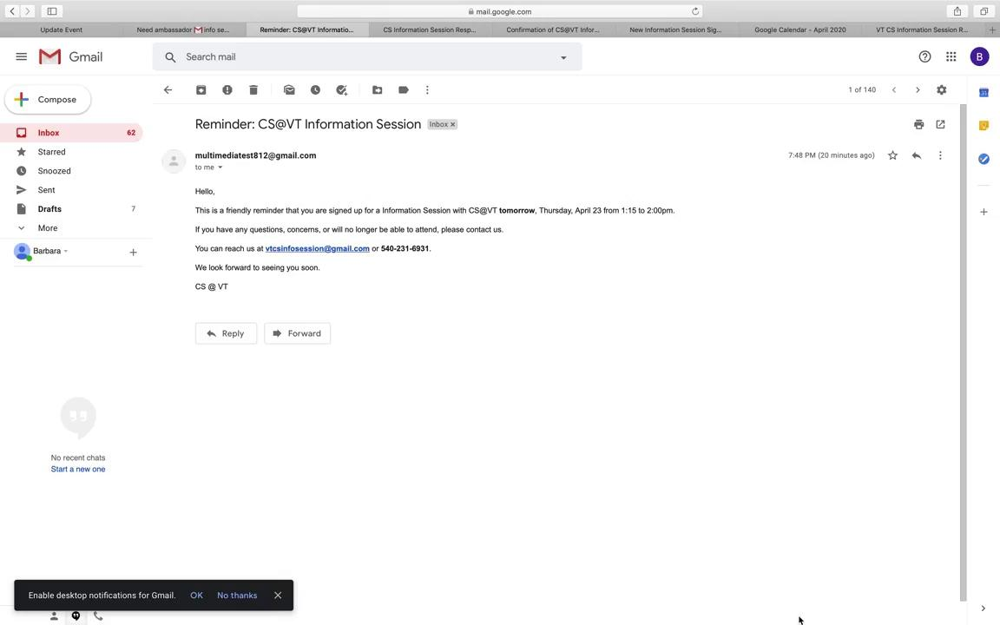 mail.google.com
Update Event
Need ambassador info se...
Reminder: CS@VT Informatio...
CS Information Session Resp...
Confirmation of CS@VT Infor...
New Information Session Sig...
Google Calendar - April 2020
VT CS Information Session R...
Gmail
Search mail
B
Compose
1 of 140
31
Reminder: CS@VT Information Session
Inbox
Inbox 62
Starred
Snoozed
Sent
Drafts 7
More
Barbara
multimediatest812@gmail.com
7:48 PM (20 minutes ago)
to me
Hello,
This is a friendly reminder that you are signed up for a Information Session with CS@VT tomorrow, Thursday, April 23 from 1:15 to 2:00pm.
If you have any questions, concerns, or will no longer be able to attend, please contact us.
You can reach us at vtcsinfosession@gmail.com or 540-231-6931.
We look forward to seeing you soon.
CS @ VT
Reply
Forward
No recent chats
Start a new one
Enable desktop notifications for Gmail. OK No thanks